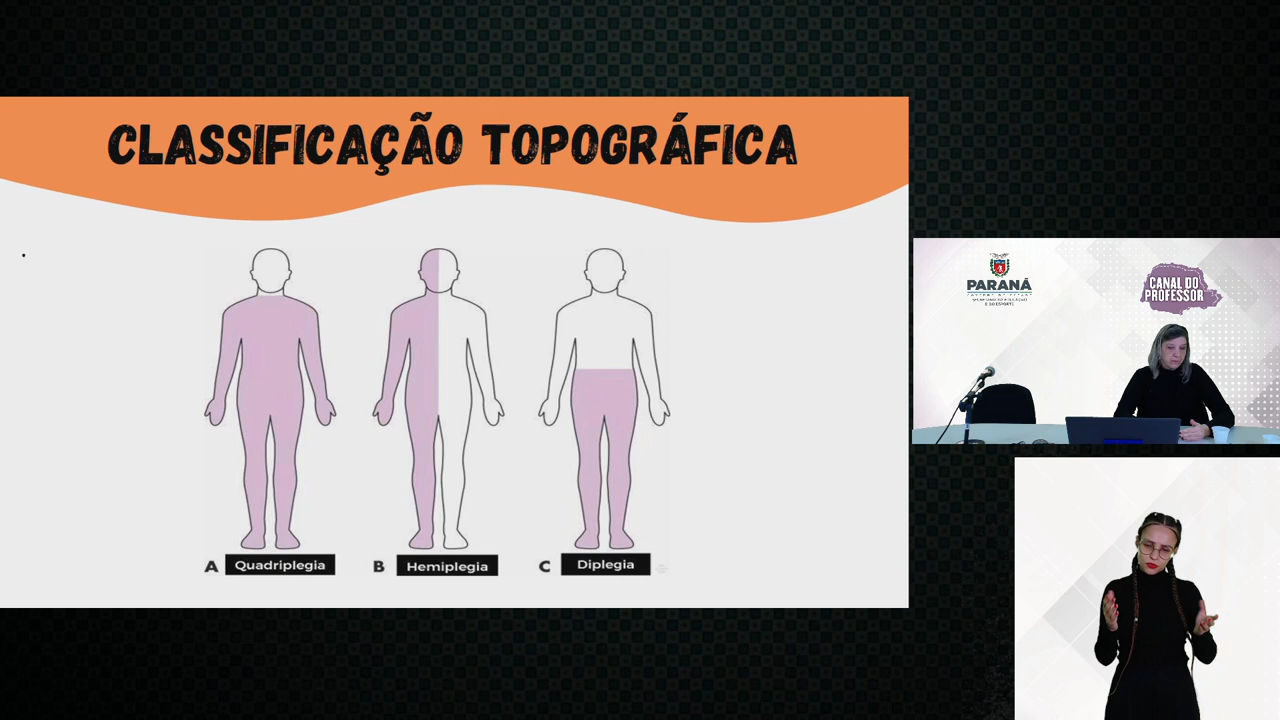 CLASSIFICAÇÃO TOPOGRÁFICA
A Quadriplegia
B Hemiplegia
C Diplegia
PARANÁ
CANAL DO
PROFESSOR